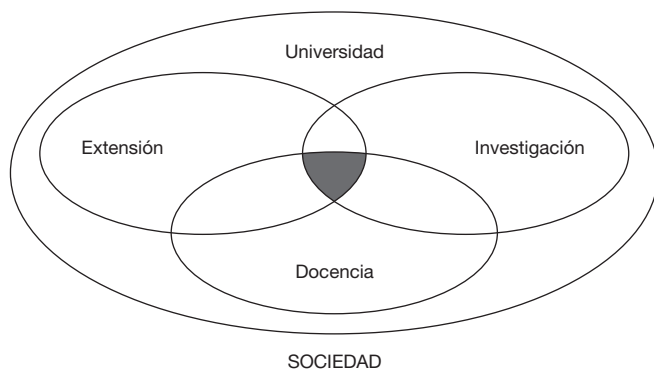 Universidad
Extensión
Investigación
Docencia
SOCIEDAD